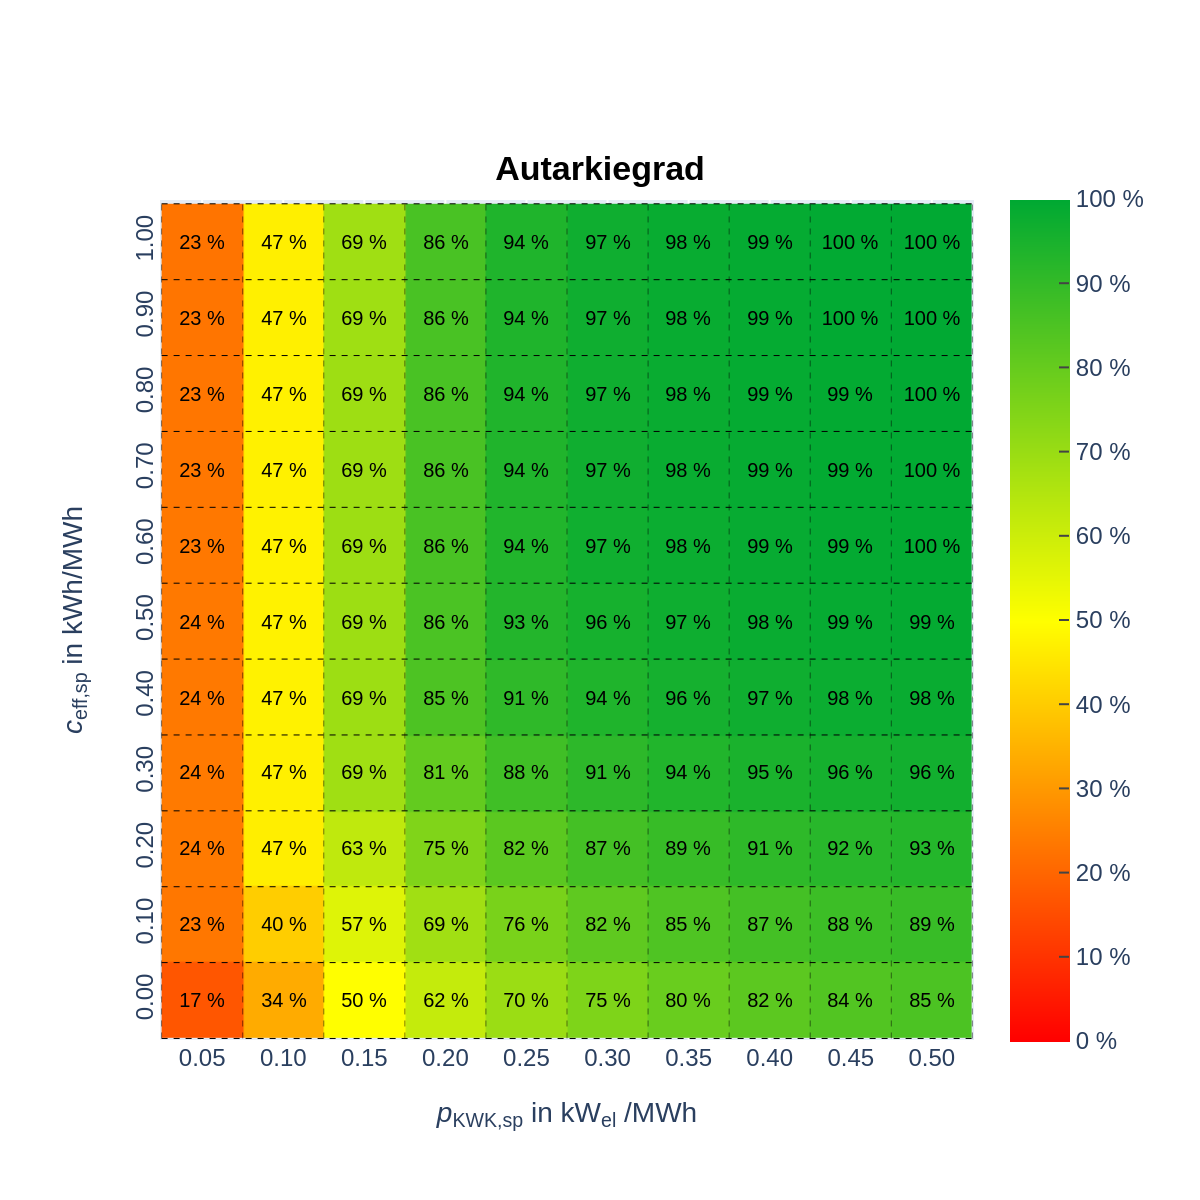 Autarkiegrad
1.00 23 % 47 % 69 % 86 % 94 % 97 % 98 % 99 % 100 % 100 %
0.90 23 % 47 % 69 % 86 % 94 % 97 % 98 % 99 % 100 % 100 %
0.80 23 % 47 % 69 % 86 % 94 % 97 % 98 % 99 % 99 % 100 %
0.70 23 % 47 % 69 % 86 % 94 % 97 % 98 % 99 % 99 % 100 %
0.60 23 % 47 % 69 % 86 % 94 % 97 % 98 % 99 % 99 % 100 %
0.50 24 % 47 % 69 % 86 % 93 % 96 % 97 % 98 % 99 % 99 %
0.40 24 % 47 % 69 % 85 % 91 % 94 % 96 % 97 % 98 % 98 %
0.30 24 % 47 % 69 % 81 % 88 % 91 % 94 % 95 % 96 % 96 %
0.20 24 % 47 % 63 % 75 % 82 % 87 % 89 % 91 % 92 % 93 %
0.10 23 % 40 % 57 % 69 % 76 % 82 % 85 % 87 % 88 % 89 %
0.00 17 % 34 % 50 % 62 % 70 % 75 % 80 % 82 % 84 % 85 %
0.05 0.10 0.15 0.20 0.25 0.30 0.35 0.40 0.45 0.50
p KWK,sp in kW el /MWh
c eff,sp in kWh/MWh
100 %
90 %
80 %
70 %
60 %
50 %
40 %
30 %
20 %
10 %
0 %